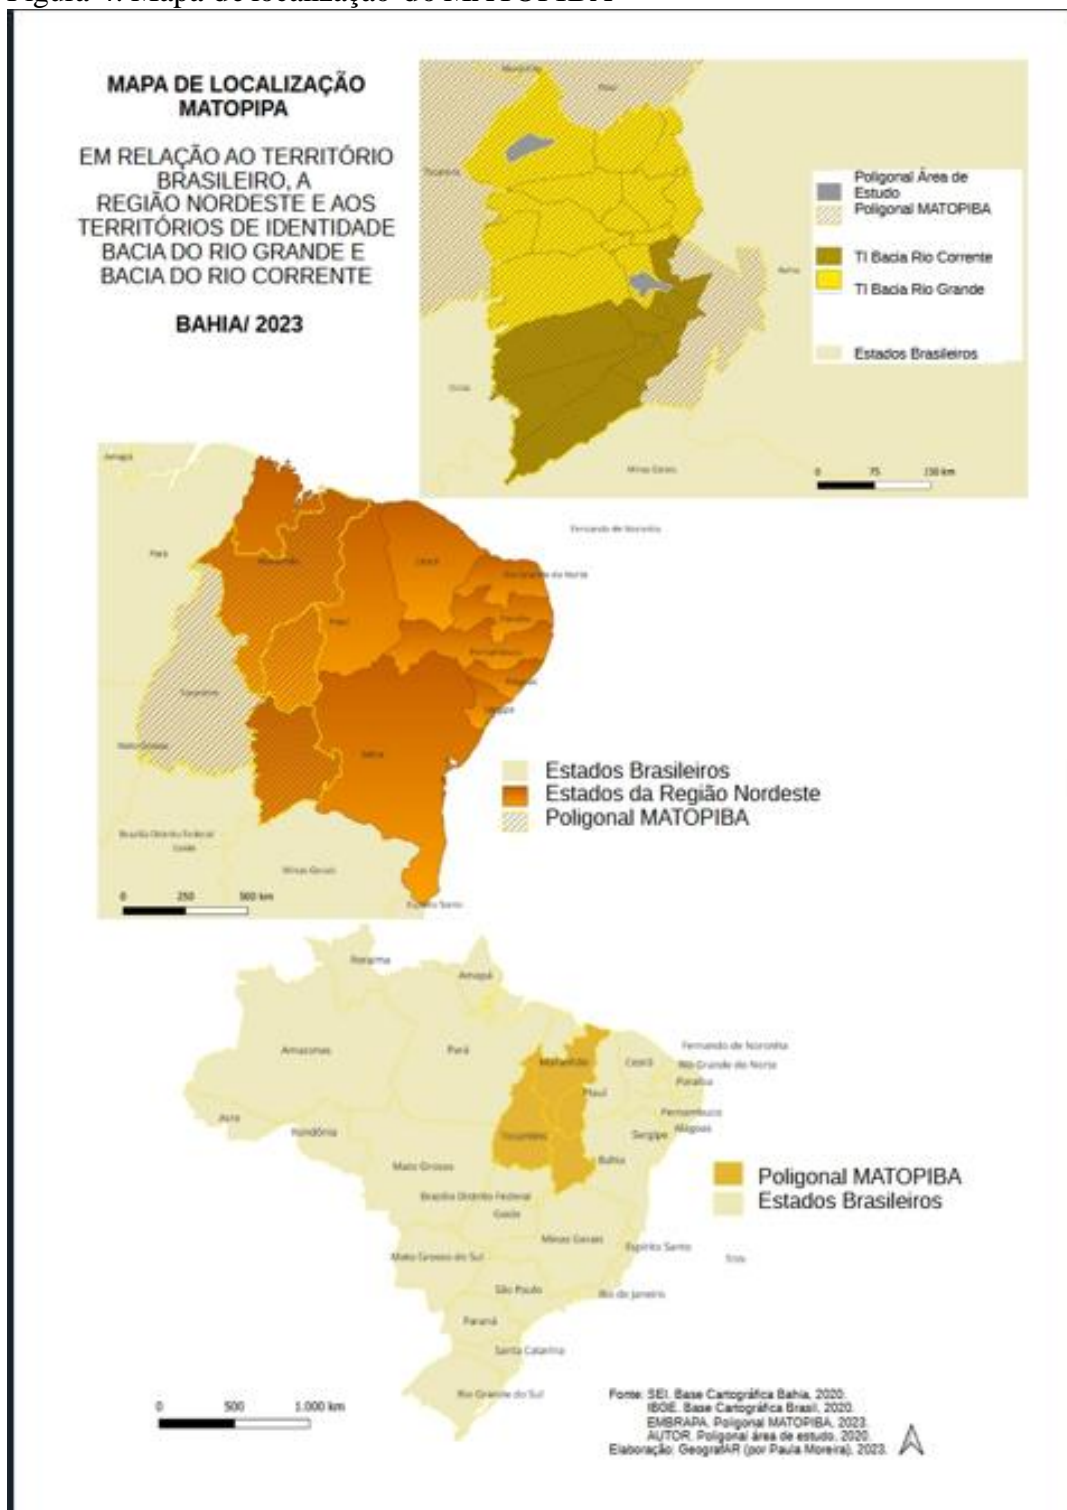 Figura 4: Mapa de localização do MATOPIBA
MAPA DE LOCALIZAÇÃO
MATOPIPA
EM RELAÇÃO AO TERRITÓRIO
BRASILEIRO, A
REGIÃO NORDESTE E AOS
TERRITÓRIOS DE IDENTIDADE
BACIA DO RIO GRANDE E
BACIA DO RIO CORRENTE
BAHIA/ 2023
Maranhão
Piauí
Tocantins
Bahia
Goiás
Minas Gerais
Poligonal Área de
Estudo
Poligonal MATOPIBA
TI Bacia Rio Corrente
TI Bacia Rio Grande
Estados Brasileiros
0 75 150 km
Amapá
Pará
Maranhão
Ceará
Fernando de Noronha
Rio Grande do Norte
Paraíba
Piauí
Pernambuco
Alagoas
Sergipe
Tocantins
Mato Grosso
Bahia
Brasília Distrito Federal
Goiás
Minas Gerais
Espírito Santo
0 250 500 km
Estados Brasileiros
Estados da Região Nordeste
Poligonal MATOPIBA
Roraima
Amapá
Amazonas
Pará
Maranhão
Ceará
Fernando de Noronha
Rio Grande do Norte
Paraíba
Piauí
Pernambuco
Alagoas
Sergipe
Acre
Rondônia
Tocantins
Mato Grosso
Bahia
Brasília Distrito Federal
Goiás
Minas Gerais
Espírito Santo
Mato Grosso do Sul
São Paulo
Rio de Janeiro
Paraná
Santa Catarina
Rio Grande do Sul
Poligonal MATOPIBA
Estados Brasileiros
0 500 1.000 km
Fonte: SEI. Base Cartográfica Bahia, 2020.
IBGE. Base Cartográfica Brasil, 2020.
EMBRAPA. Poligonal MATOPIBA, 2023.
AUTOR. Poligonal área de estudo, 2020.
Elaboração: GeografAR (por Paula Moreira), 2023.